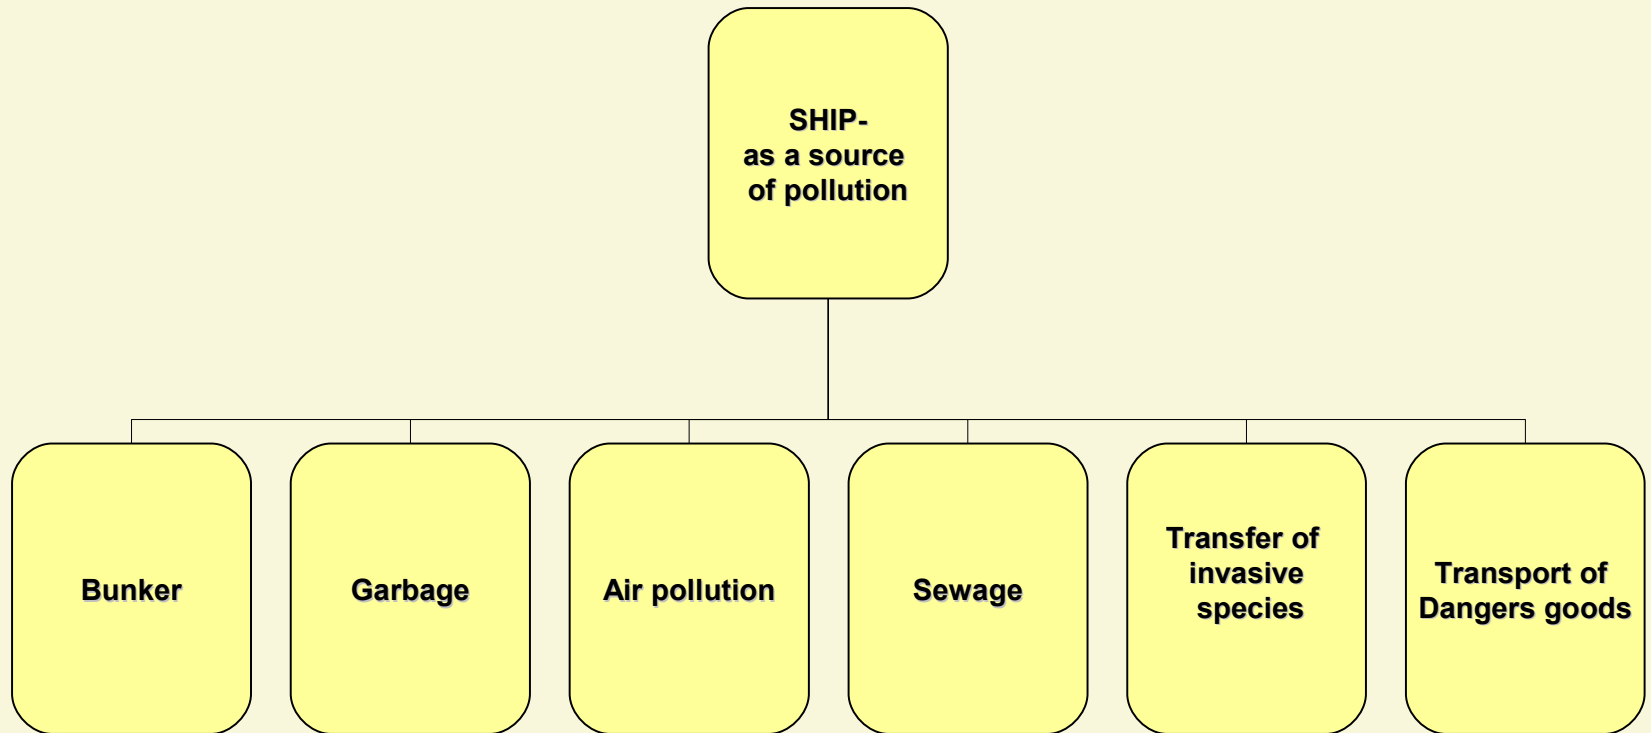 SHIP-
as a source
of pollution
Bunker
Garbage
Air pollution
Sewage
Transfer of
invasive
species
Transport of
Dangers goods